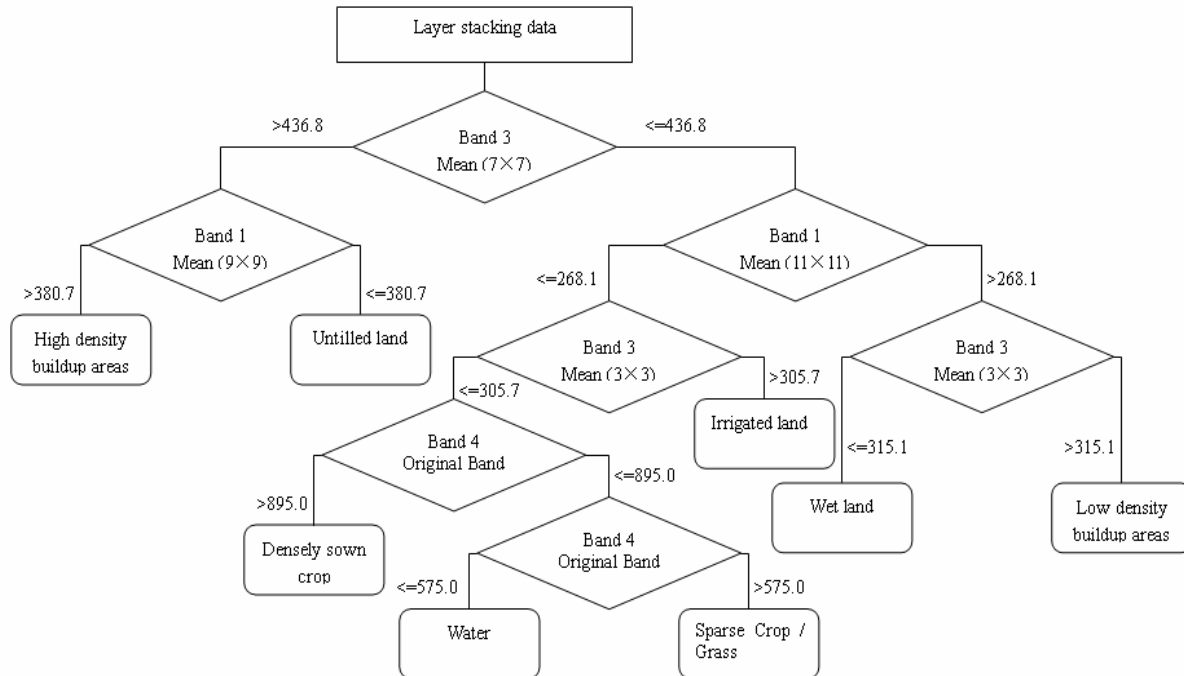 Layer stacking data
>436.8
<=436.8
Band 3
Mean (7×7)
Band 1
Mean (9×9)
Band 1
Mean (11×11)
>380.7
<=380.7
<=268.1
>268.1
High density
buildup areas
Untilled land
Band 3
Mean (3×3)
Band 3
Mean (3×3)
<=305.7
>305.7
Irrigated land
Band 4
Original Band
<=315.1
>315.1
>895.0
<=895.0
Wet land
Low density
buildup areas
Densely sown
crop
Band 4
Original Band
<=575.0
>575.0
Water
Sparse Crop /
Grass